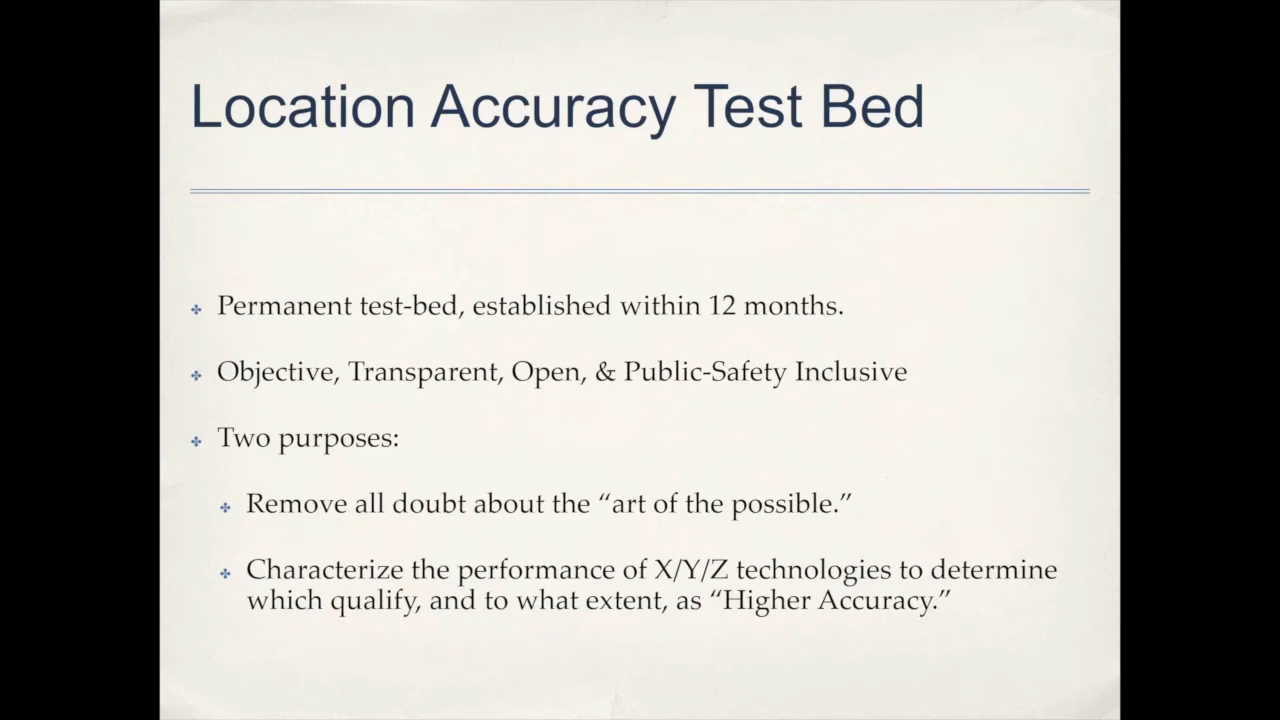 Location Accuracy Test Bed
Permanent test-bed, established within 12 months.
Objective, Transparent, Open, & Public-Safety Inclusive
Two purposes:
Remove all doubt about the “art of the possible.”
Characterize the performance of X/Y/Z technologies to determine
which qualify, and to what extent, as “Higher Accuracy.”